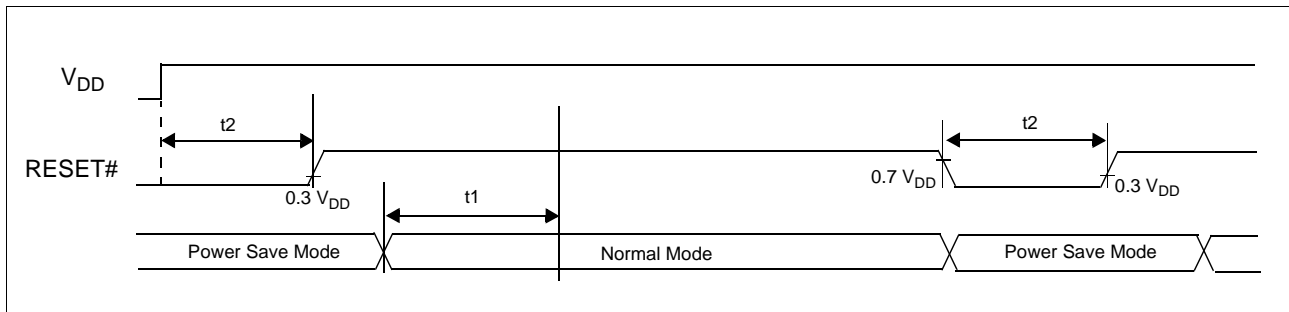 VDD
t2
t2
RESET#
0.7 VDD
0.3 VDD
0.3 VDD
t1
Power Save Mode
Normal Mode
Power Save Mode